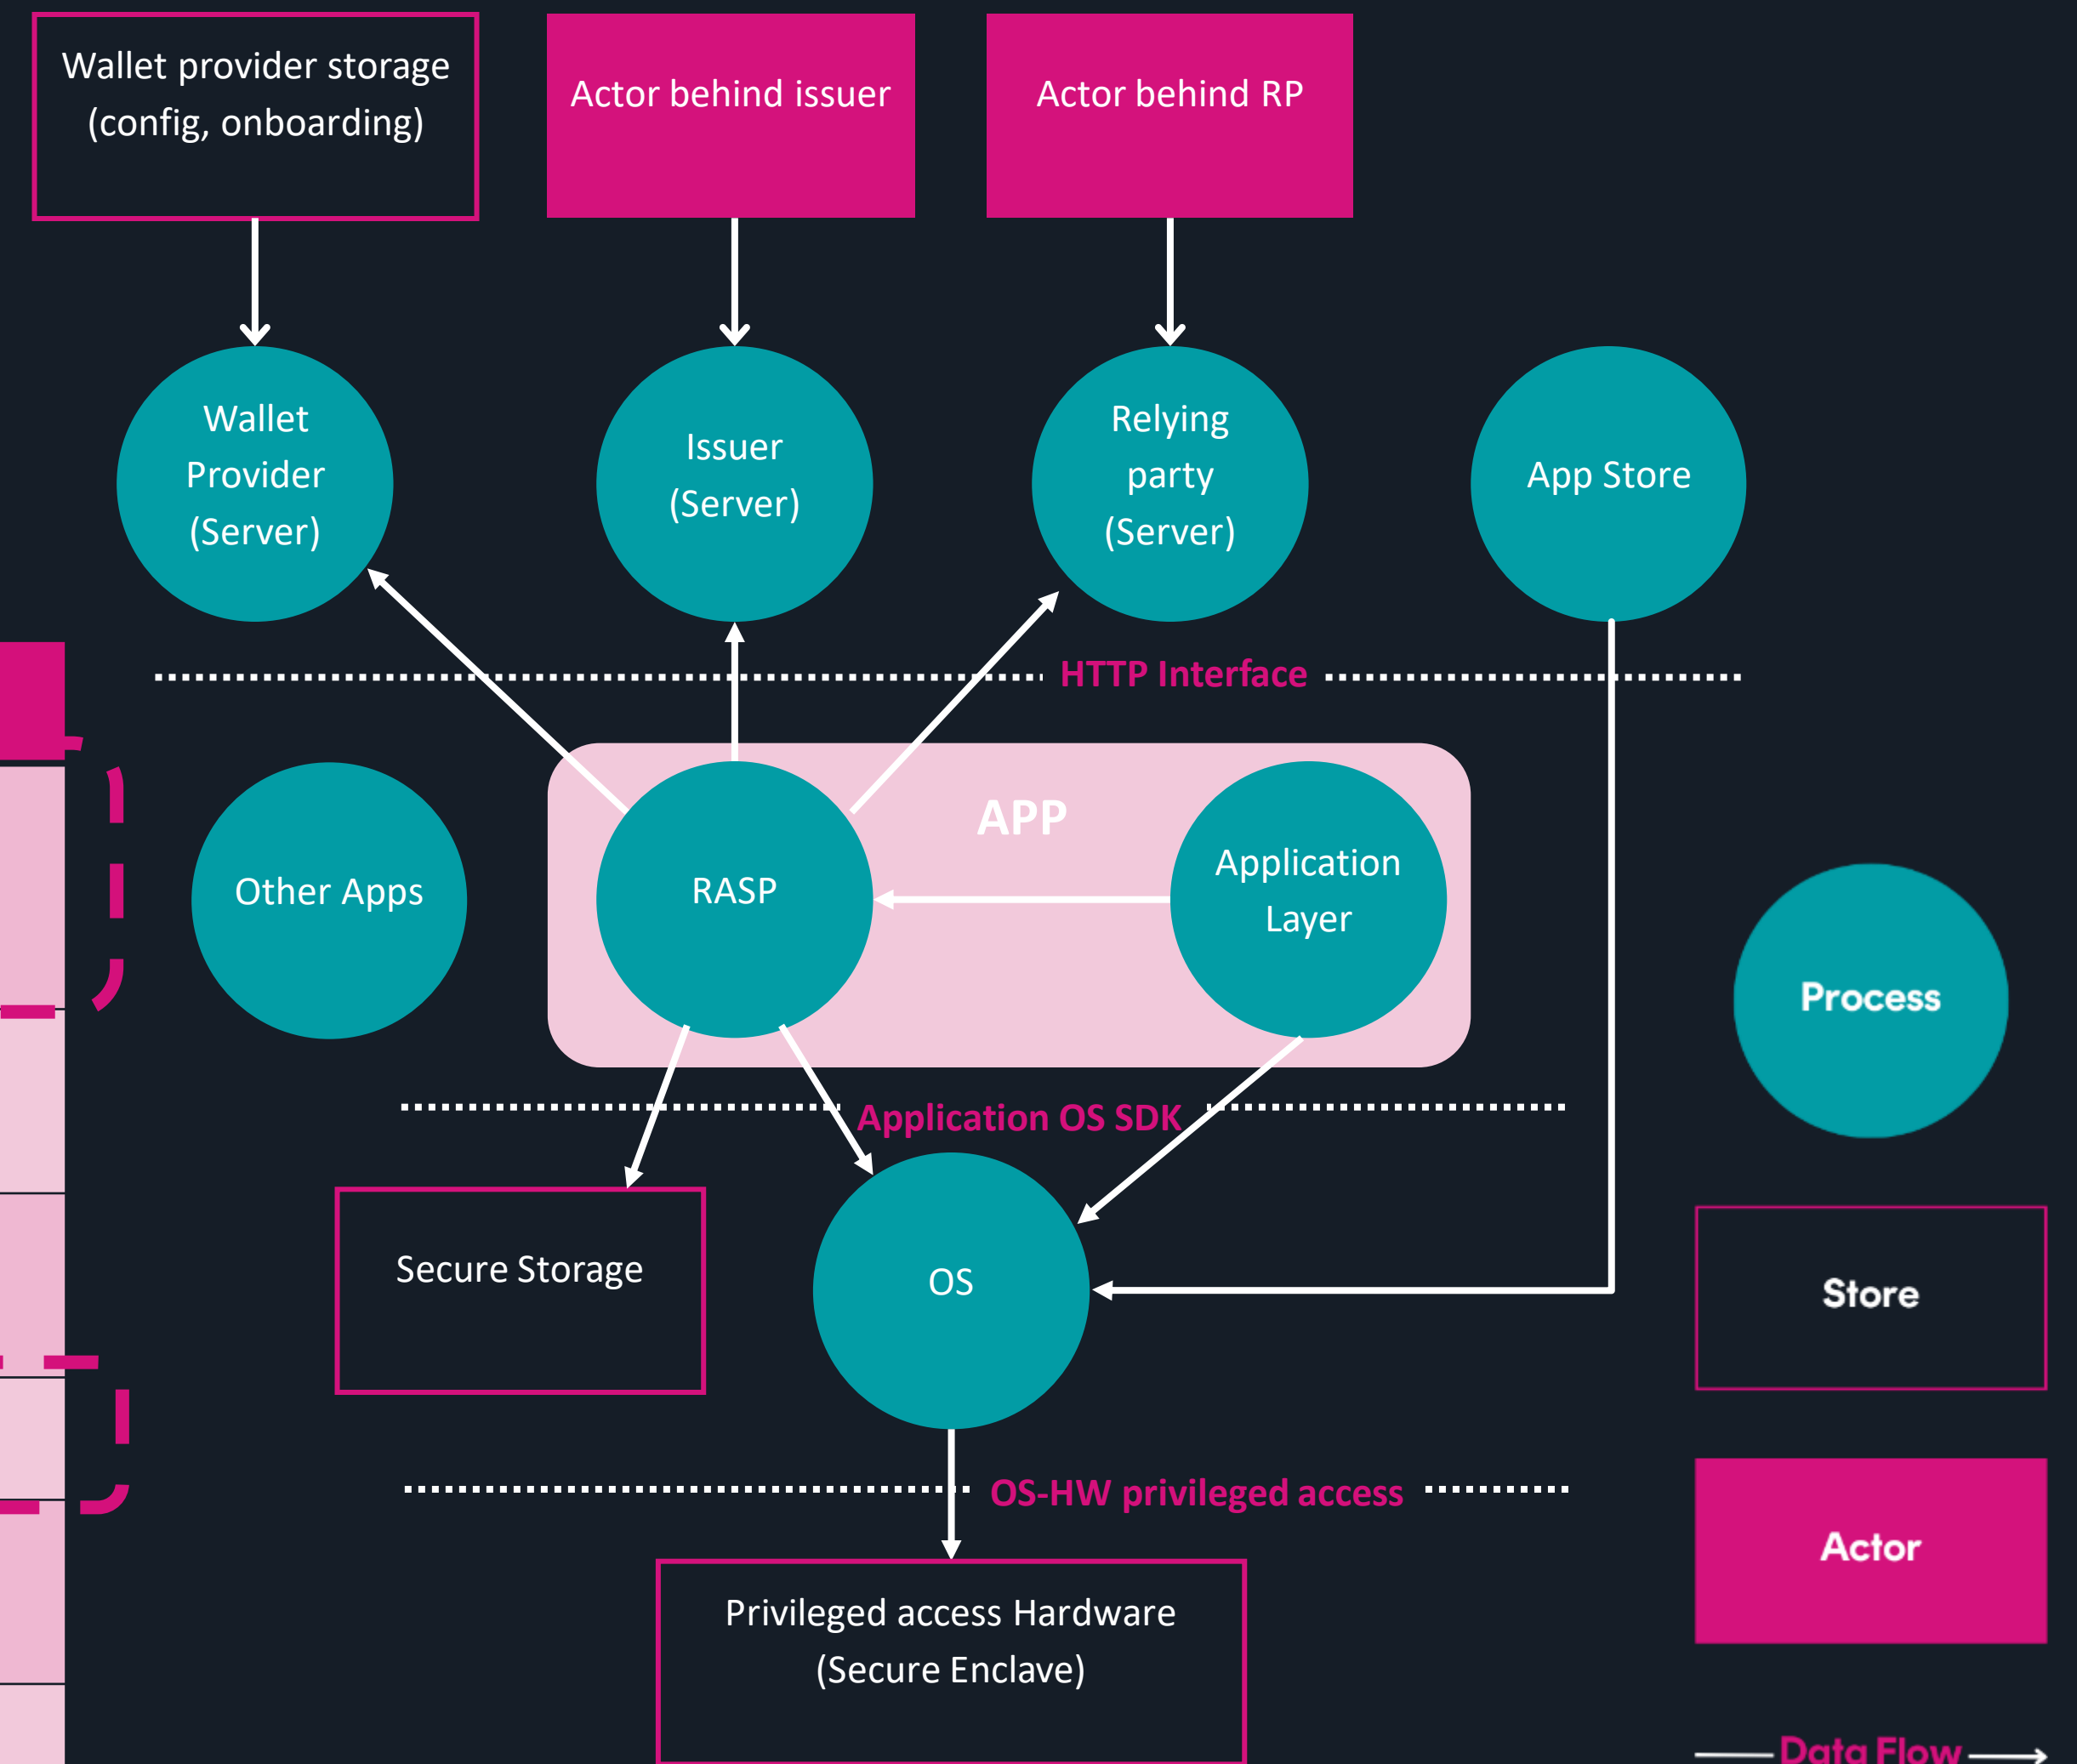 Wallet provider storage
(config, onboarding)
Actor behind issuer
Actor behind RP
Wallet
Provider
(Server)
Issuer
(Server)
Relying
party
(Server)
App Store
HTTP Interface
APP
Other Apps
RASP
Application
Layer
Process
Application OS SDK
Secure Storage
OS
Store
OS-HW privileged access
Actor
Privileged access Hardware
(Secure Enclave)
Data Flow